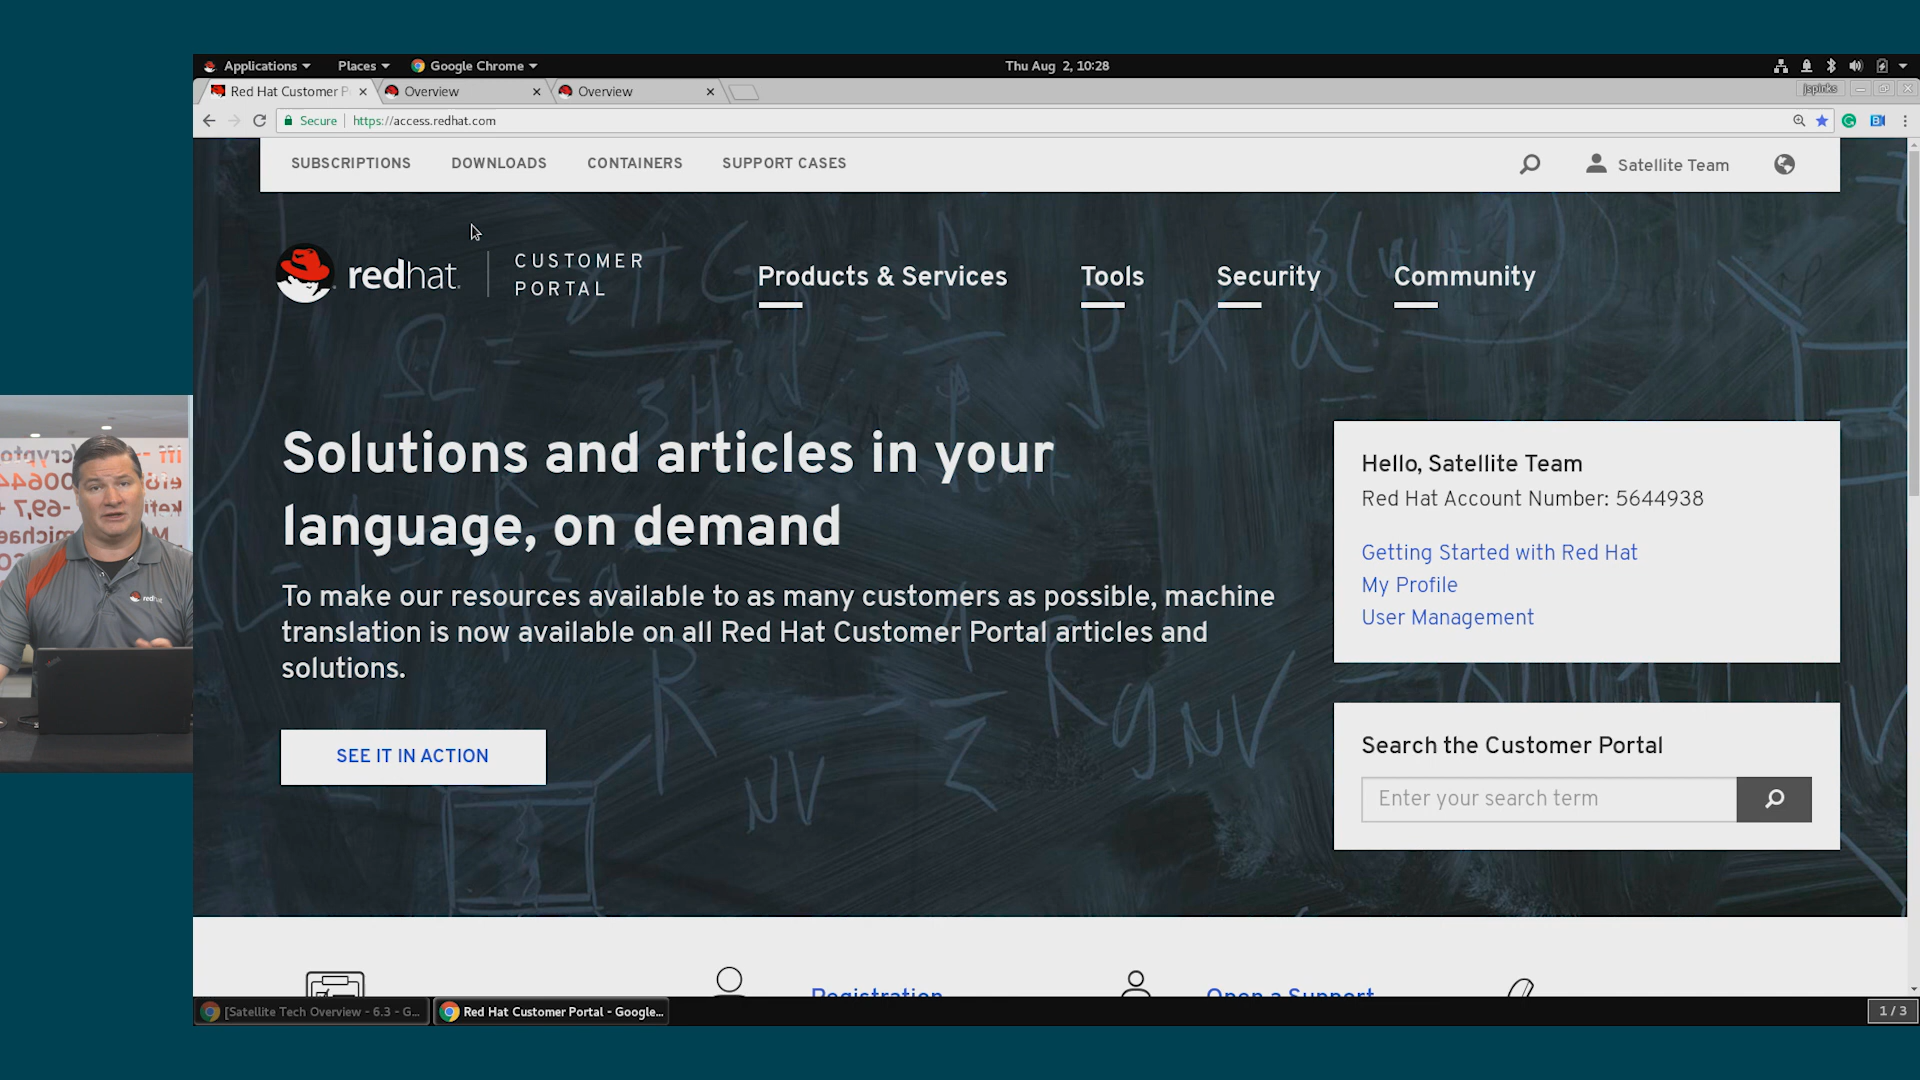 Applications
Places
Google Chrome
Thu Aug 2, 10:28
Red Hat Customer P
Overview
Overview
jspinks
Secure
https://access.redhat.com
SUBSCRIPTIONS
DOWNLOADS
CONTAINERS
SUPPORT CASES
Satellite Team
redhat.
CUSTOMER
PORTAL
Products & Services
Tools
Security
Community
Solutions and articles in your
language, on demand
To make our resources available to as many customers as possible, machine
translation is now available on all Red Hat Customer Portal articles and
solutions.
SEE IT IN ACTION
Hello, Satellite Team
Red Hat Account Number: 5644938
Getting Started with Red Hat
My Profile
User Management
Search the Customer Portal
Enter your search term
Registration
Open a Support
[Satellite Tech Overview - 6.3 - G...
Red Hat Customer Portal - Google...
1 / 3
redhat